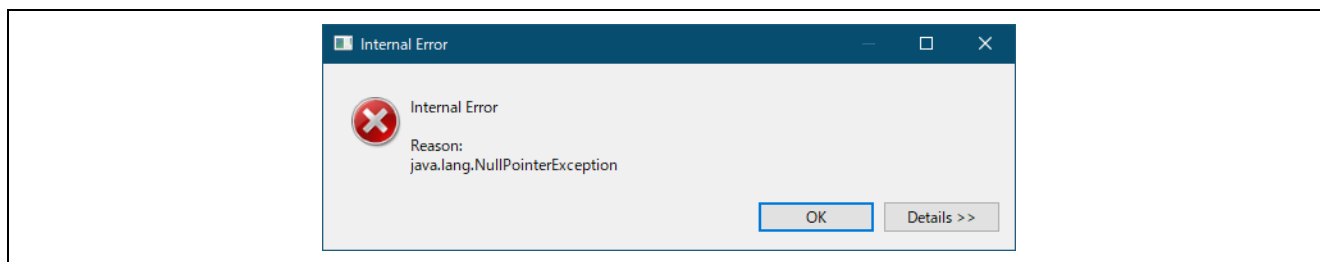 Internal Error
Internal Error
Reason:
java.lang.NullPointerException
OK
Details >>